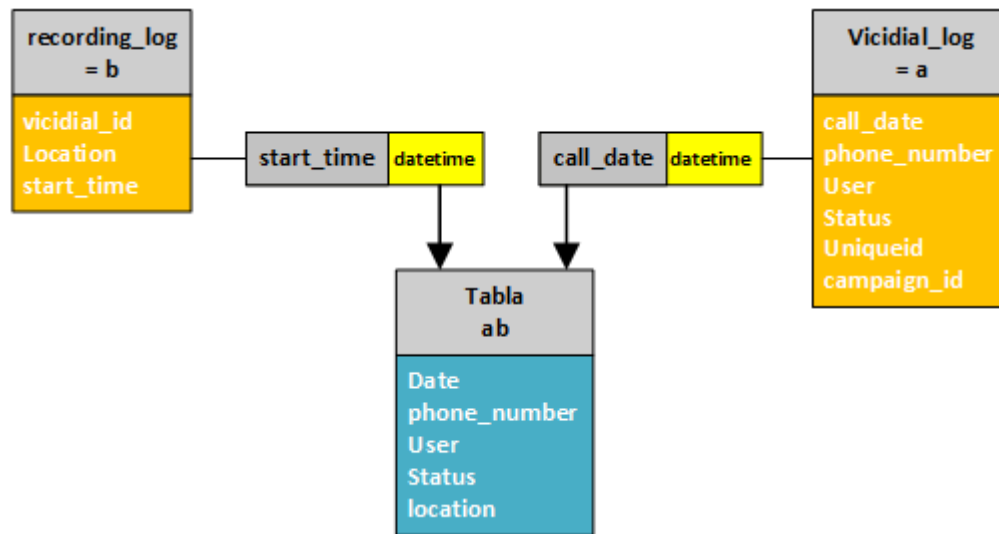 recording_log
= b
vicidial_id
Location
start_time
start_time
datetime
call_date
datetime
Vicidial_log
= a
call_date
phone_number
User
Status
Uniqueid
campaign_id
Tabla
ab
Date
phone_number
User
Status
location